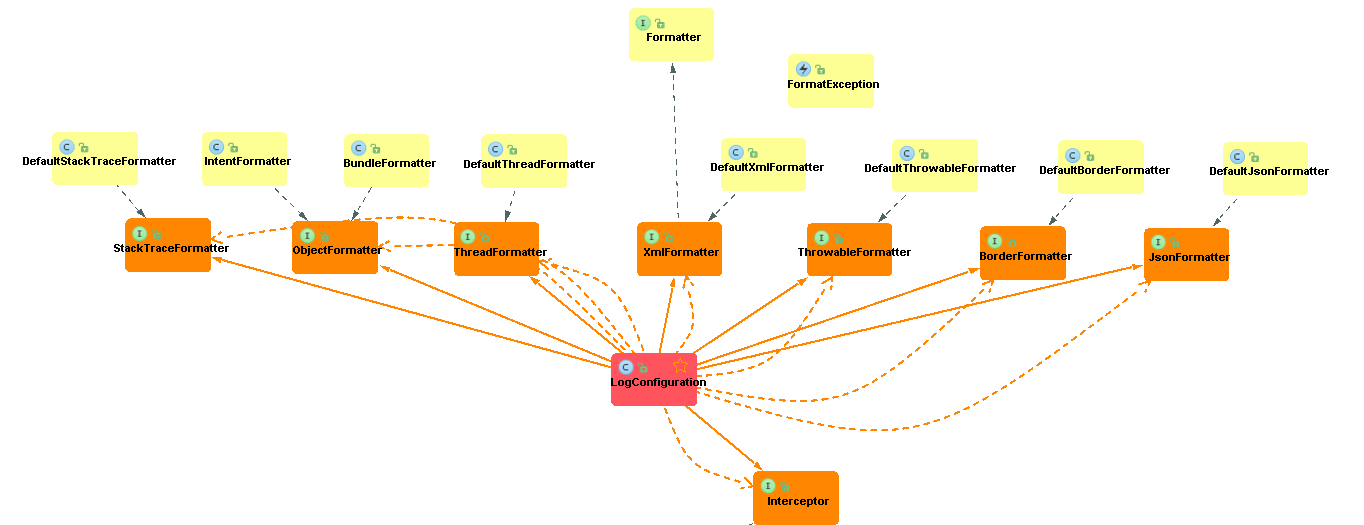 I
Formatter
FormatException
C
DefaultStackTraceFormatter
C
IntentFormatter
C
BundleFormatter
C
DefaultThreadFormatter
C
DefaultXmlFormatter
C
DefaultThrowableFormatter
C
DefaultBorderFormatter
C
DefaultJsonFormatter
I
StackTraceFormatter
I
ObjectFormatter
I
ThreadFormatter
I
XmlFormatter
I
ThrowableFormatter
I
BorderFormatter
I
JsonFormatter
C
LogConfiguration
I
Interceptor